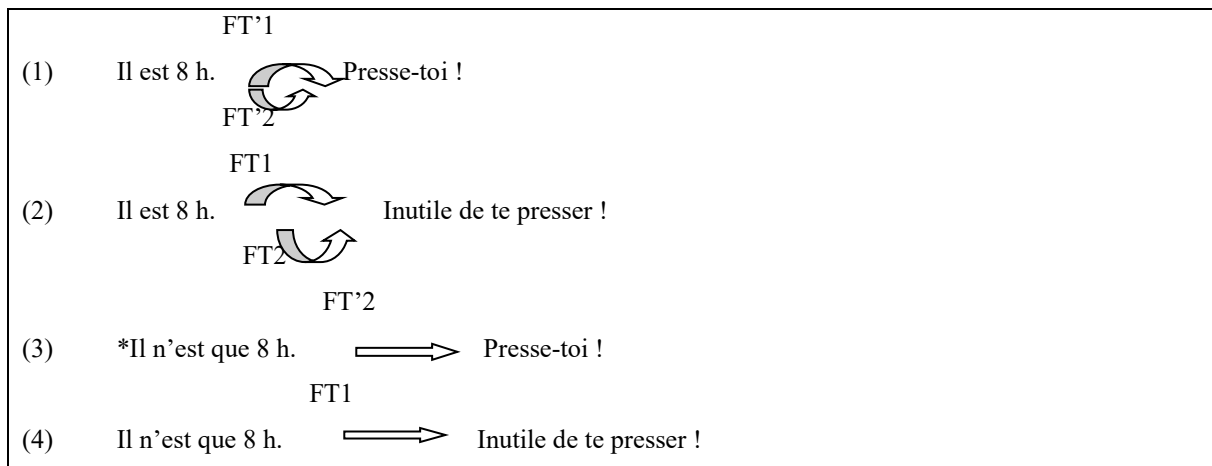 FT’1
(1) Il est 8 h. Presse-toi !
FT’2
FT1
(2) Il est 8 h. Inutile de te presser !
FT2
FT’2
(3) *Il n’est que 8 h. Presse-toi !
FT1
(4) Il n’est que 8 h. Inutile de te presser !